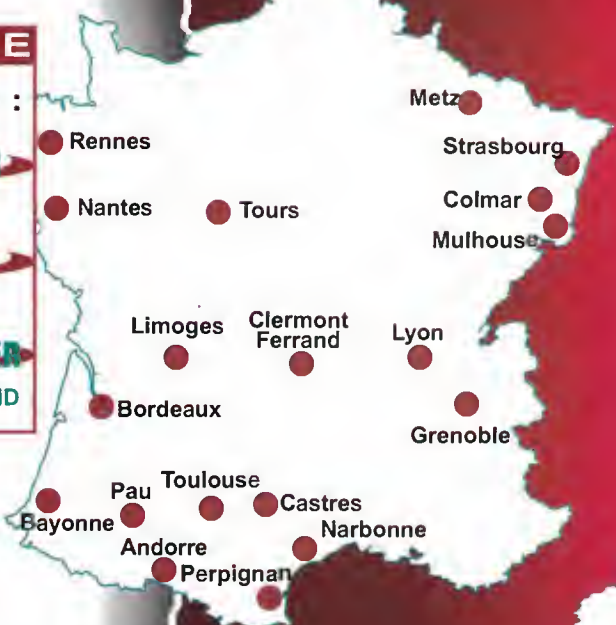 E
:
Metz
Rennes
Strasbourg
Colmar
Nantes
Tours
Mulhouse
Limoges
Clermont
Ferrand
Lyon
Bordeaux
Grenoble
Toulouse
Pau
Castres
Bayonne
Narbonne
Andorre
Perpignan